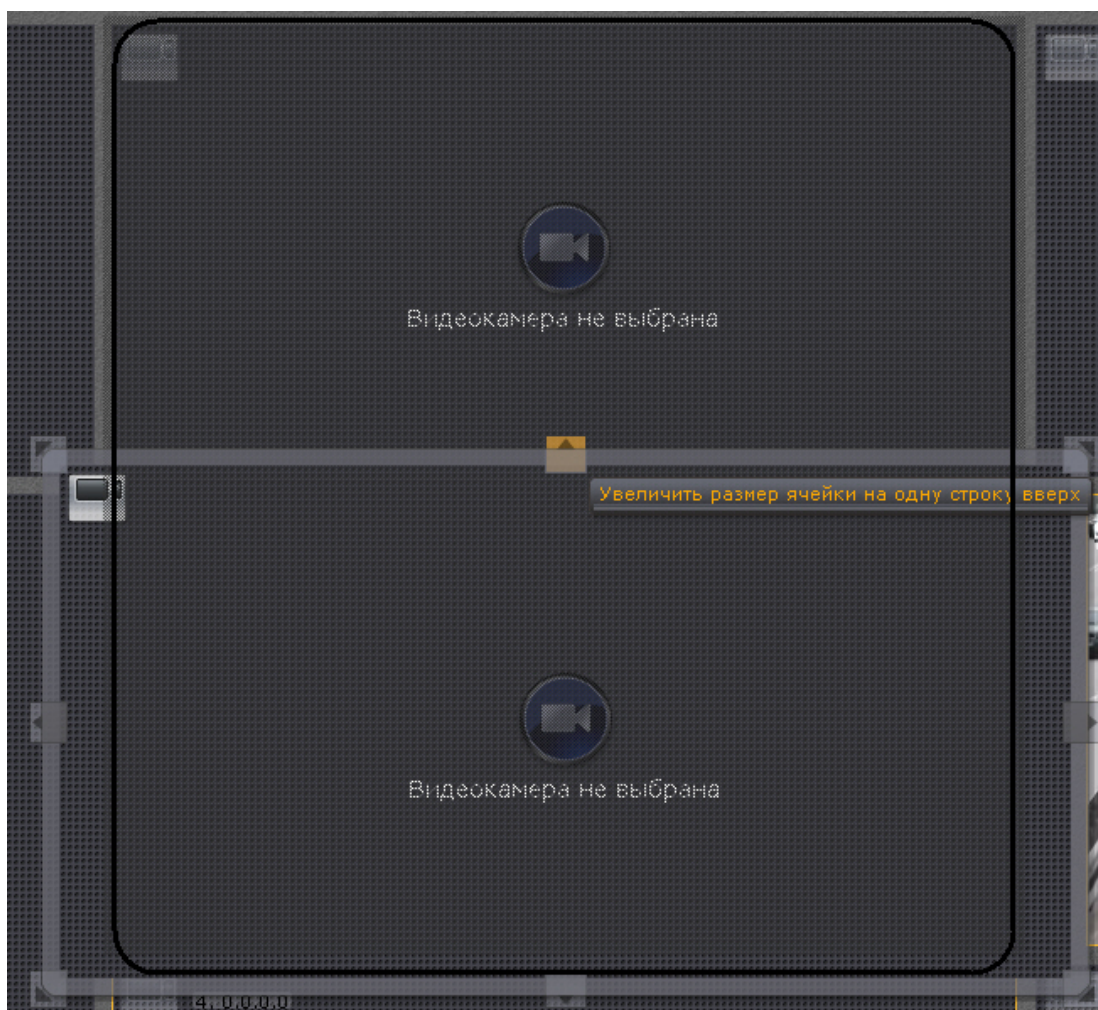 Видеокамера не выбрана
Увеличить размер ячейки на одну строку вверх
Видеокамера не выбрана
4, 0.0.0.0